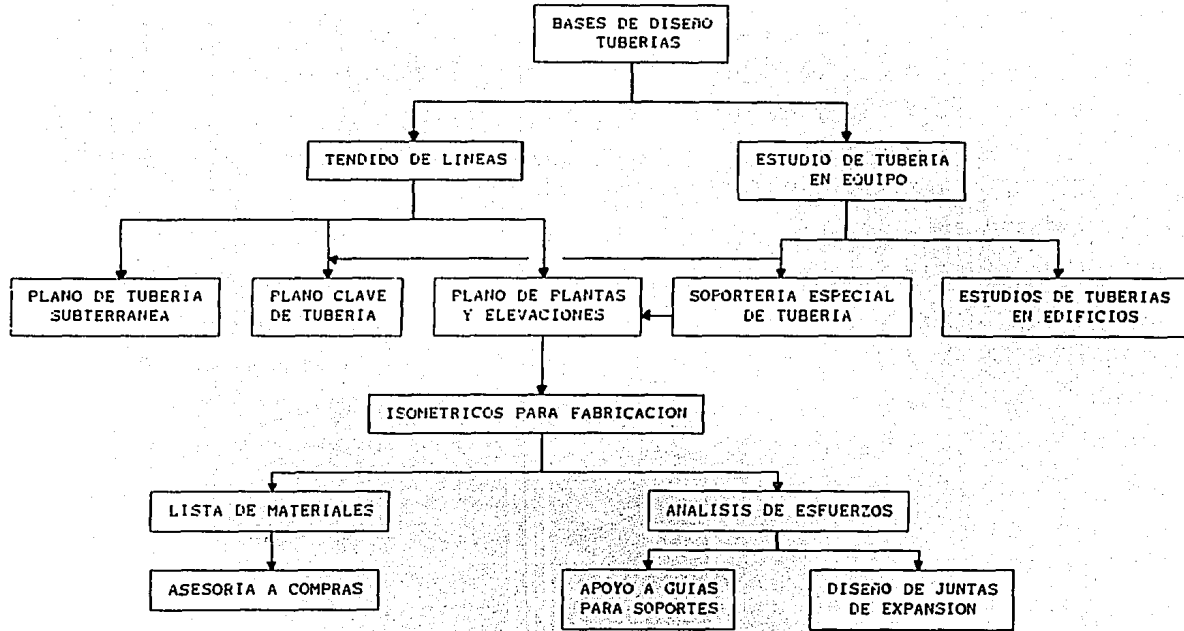 BASES DE DISEÑO
TUBERIAS
TENDIDO DE LINEAS
ESTUDIO DE TUBERIA
EN EQUIPO
PLANO DE TUBERIA
SUBTERRANEA
PLANO CLAVE
DE TUBERIA
PLANO DE PLANTAS
Y ELEVACIONES
SOPORTERIA ESPECIAL
DE TUBERIA
ESTUDIOS DE TUBERIAS
EN EDIFICIOS
ISOMETRICOS PARA FABRICACION
LISTA DE MATERIALES
ANALISIS DE ESFUERZOS
ASESORIA A COMPRAS
APOYO A GUIAS
PARA SOPORTES
DISEÑO DE JUNTAS
DE EXPANSION